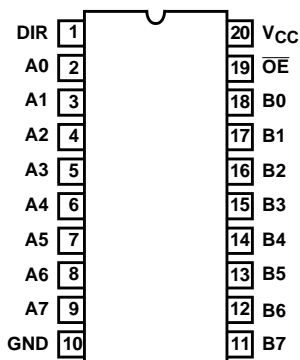 DIR 1 20 VCC
A0 2 19 OE
A1 3 18 B0
A2 4 17 B1
A3 5 16 B2
A4 6 15 B3
A5 7 14 B4
A6 8 13 B5
A7 9 12 B6
GND 10 11 B7